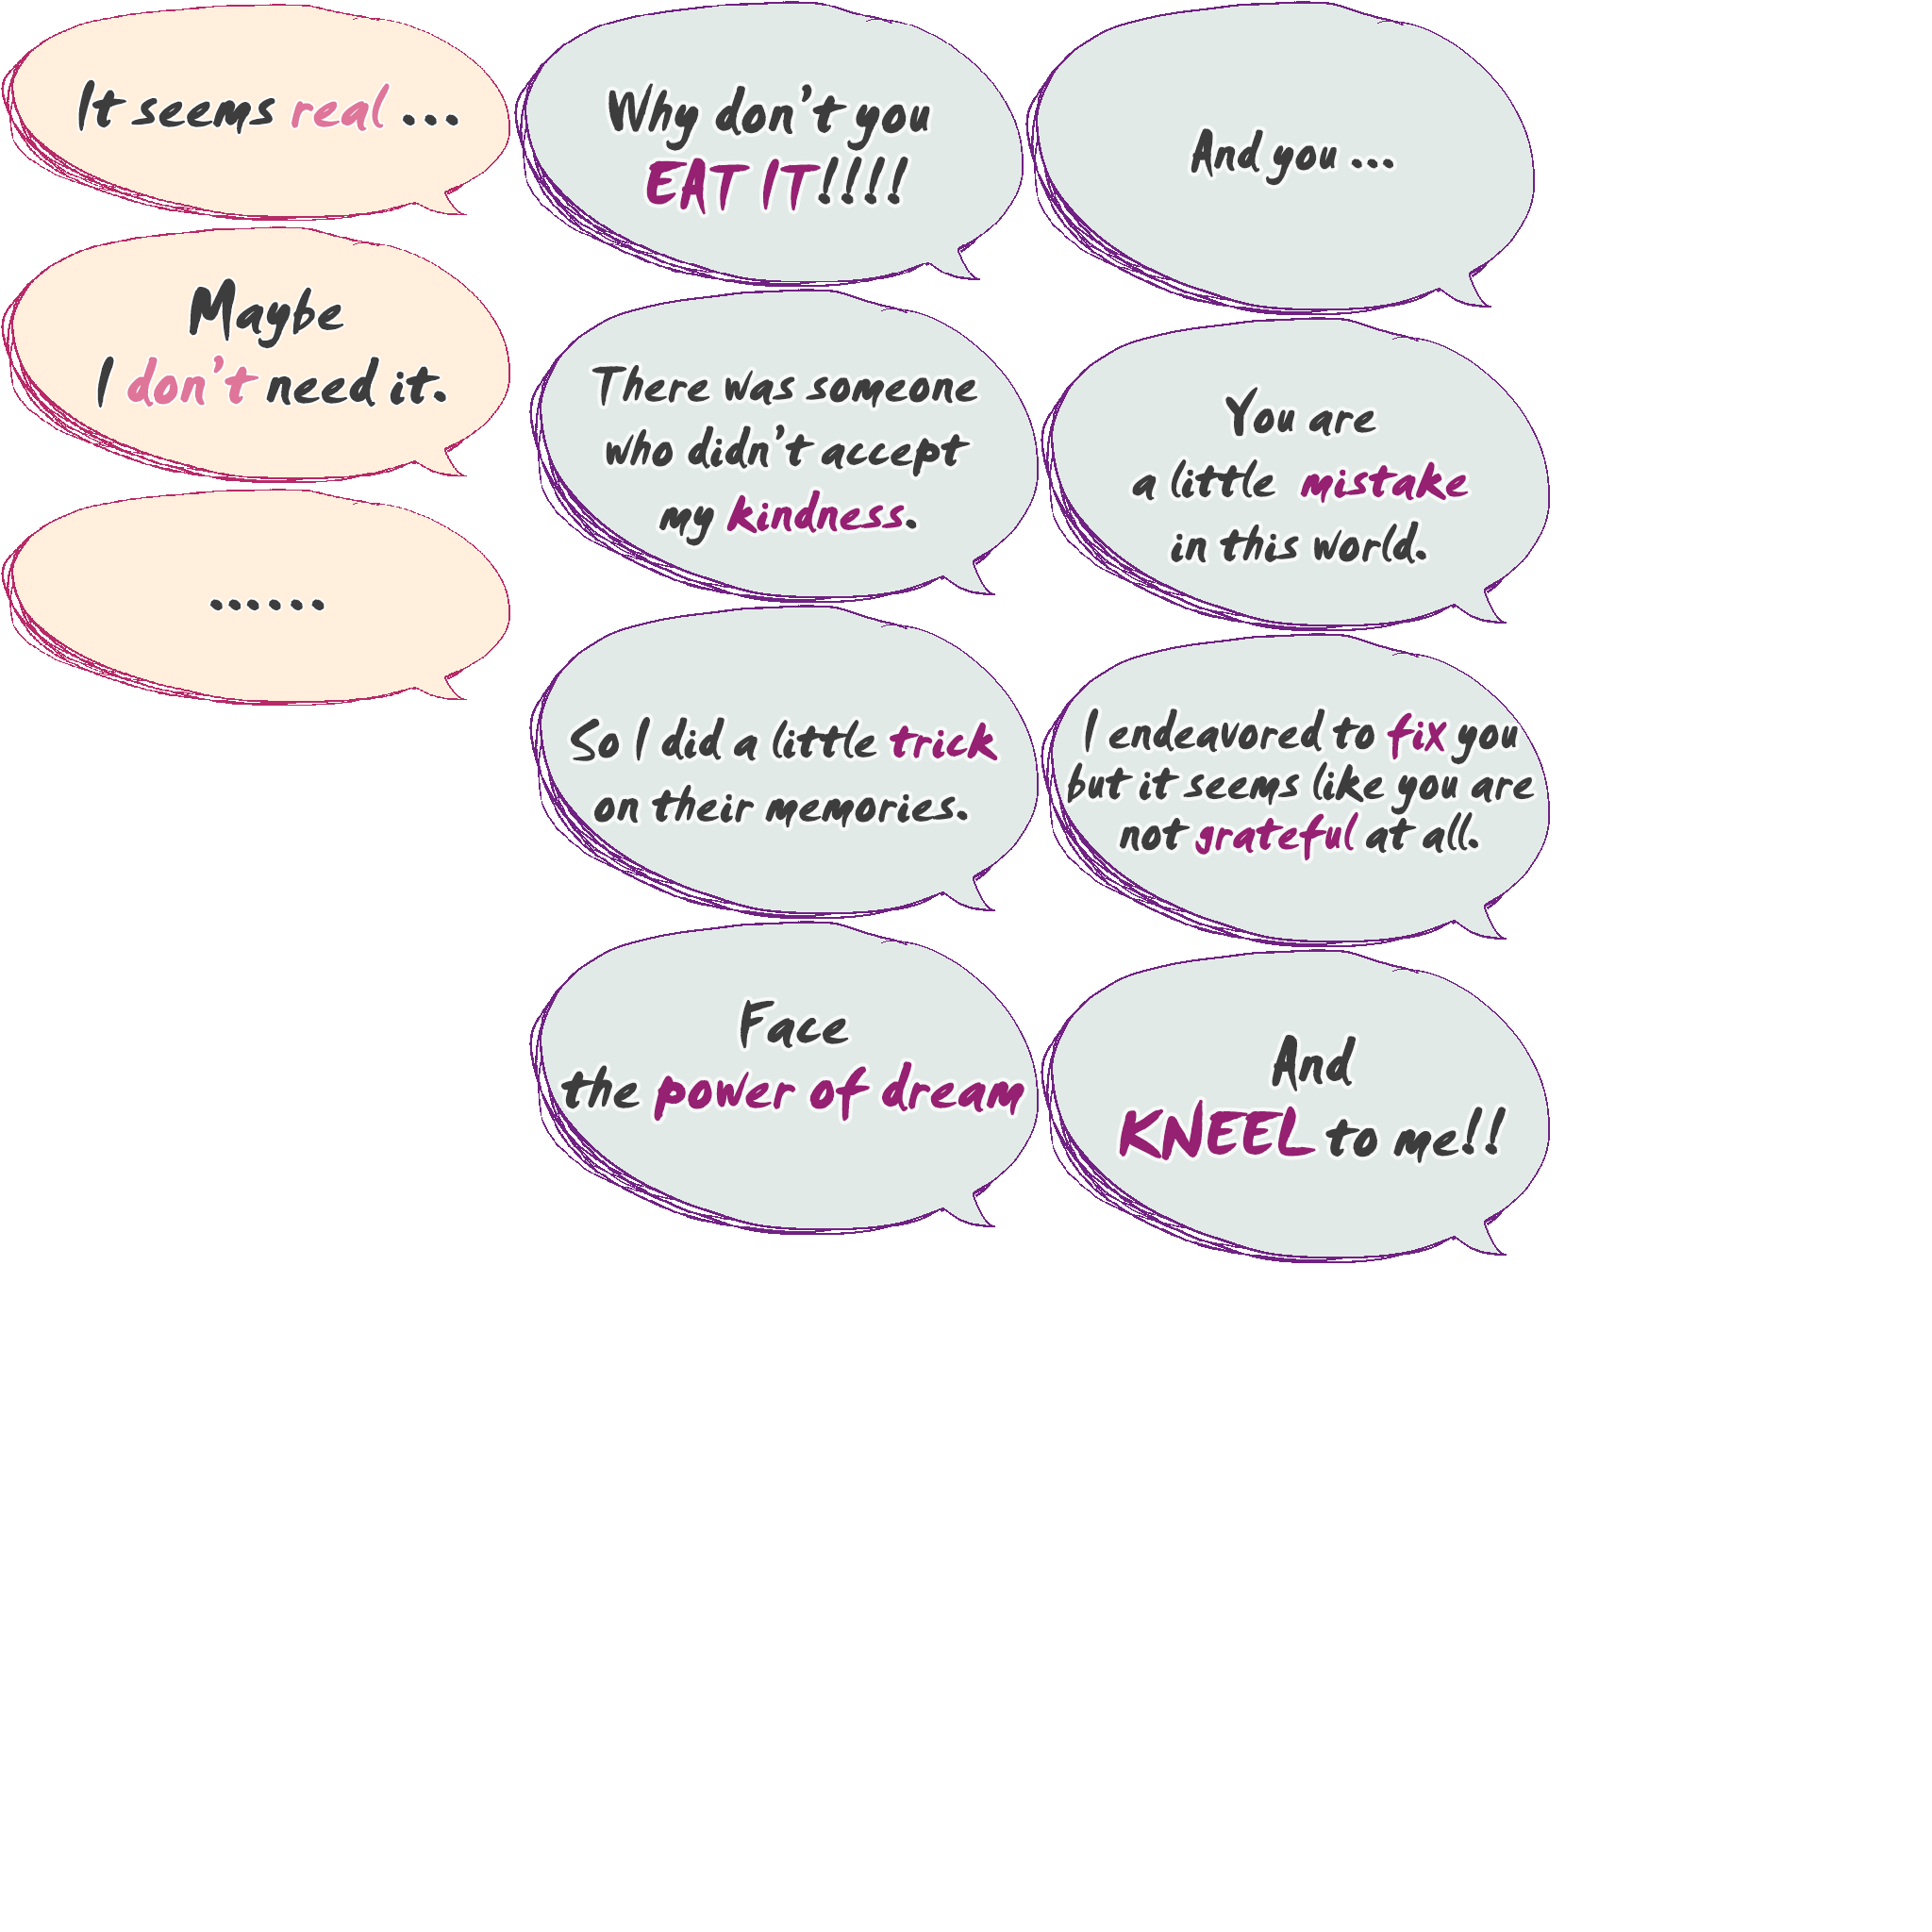 It seems real ...
Maybe
I don't need it.
......
Why don't you
EAT IT!!!!
There was someone
who didn't accept
my kindness.
So I did a little trick
on their memories.
Face
the power of dream
And you ...
You are
a little mistake
in this world.
I endeavored to fix you
but it seems like you are
not grateful at all.
And
KNEEL to me!!